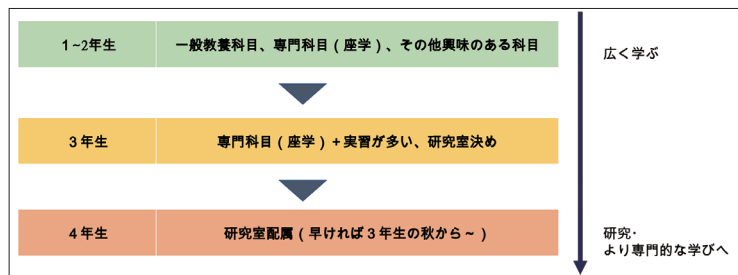 1~2年生 一般教養科目、専門科目(座学)、その他興味のある科目
広く学ぶ
3年生 専門科目(座学)+実習が多い、研究室決め
4年生 研究室配属(早ければ3年生の秋から~)
研究・
より専門的な学びへ